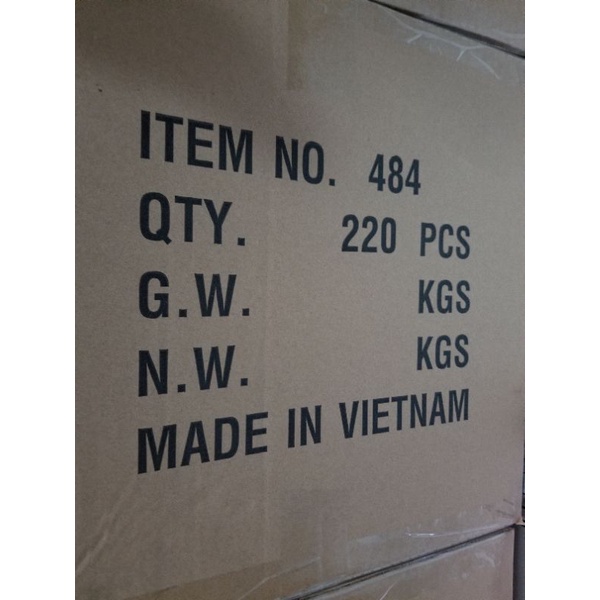 ITEM NO. 484
QTY. 220 PCS
G.W. KGS
N.W. KGS
MADE IN VIETNAM